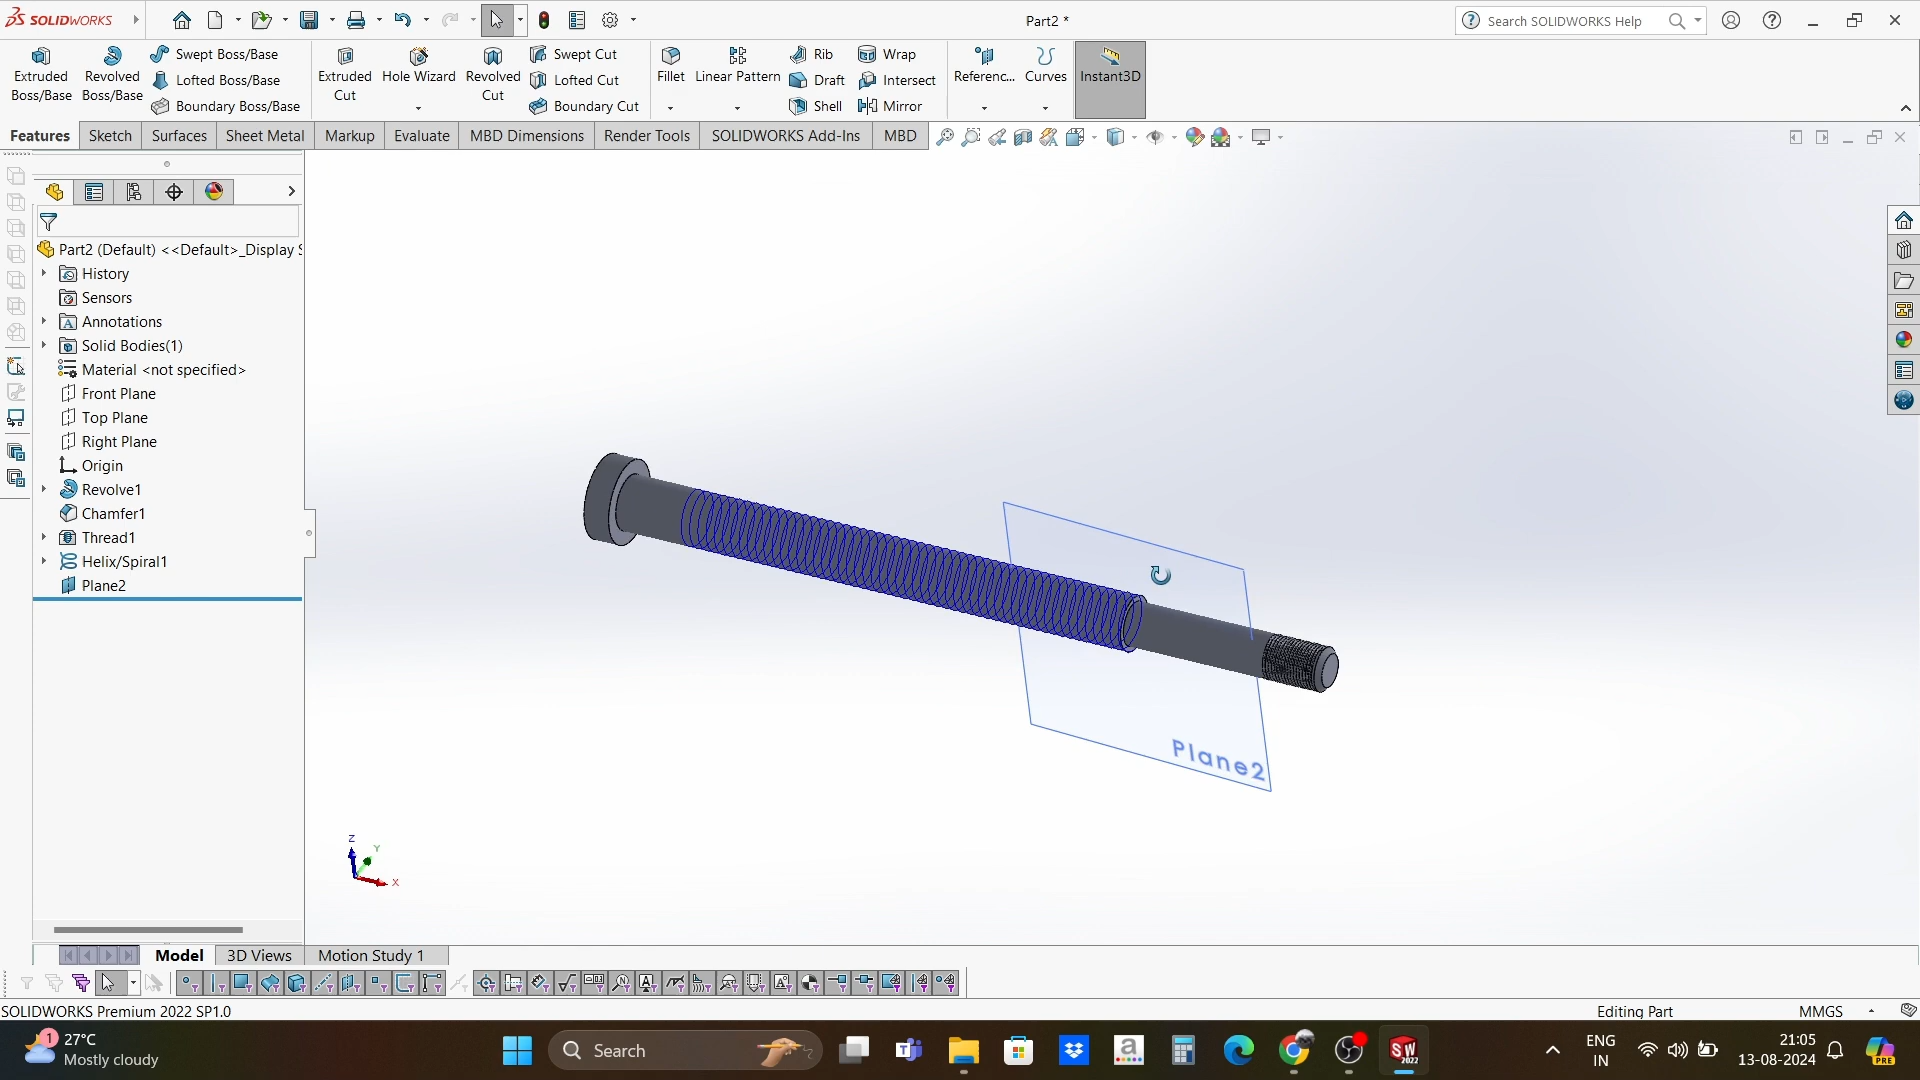 SOLIDWORKS
Part2 *
Search SOLIDWORKS Help
Extruded Boss/Base
Revolved Boss/Base
Swept Boss/Base
Lofted Boss/Base
Boundary Boss/Base
Extruded Cut
Hole Wizard
Revolved Cut
Swept Cut
Lofted Cut
Boundary Cut
Fillet
Linear Pattern
Rib
Draft
Shell
Wrap
Intersect
Mirror
Referenc...
Curves
Instant3D
Features
Sketch
Surfaces
Sheet Metal
Markup
Evaluate
MBD Dimensions
Render Tools
SOLIDWORKS Add-Ins
MBD
Part2 (Default) <<Default>_Display S
History
Sensors
Annotations
Solid Bodies(1)
Material <not specified>
Front Plane
Top Plane
Right Plane
Origin
Revolve1
Chamfer1
Thread1
Helix/Spiral1
Plane2
Plane2
Z
Y
X
Model
3D Views
Motion Study 1
SOLIDWORKS Premium 2022 SP1.0
Editing Part
MMGS
1
27°C
Mostly cloudy
Search
a
SW
2022
ENG
IN
21:05
13-08-2024
PRE